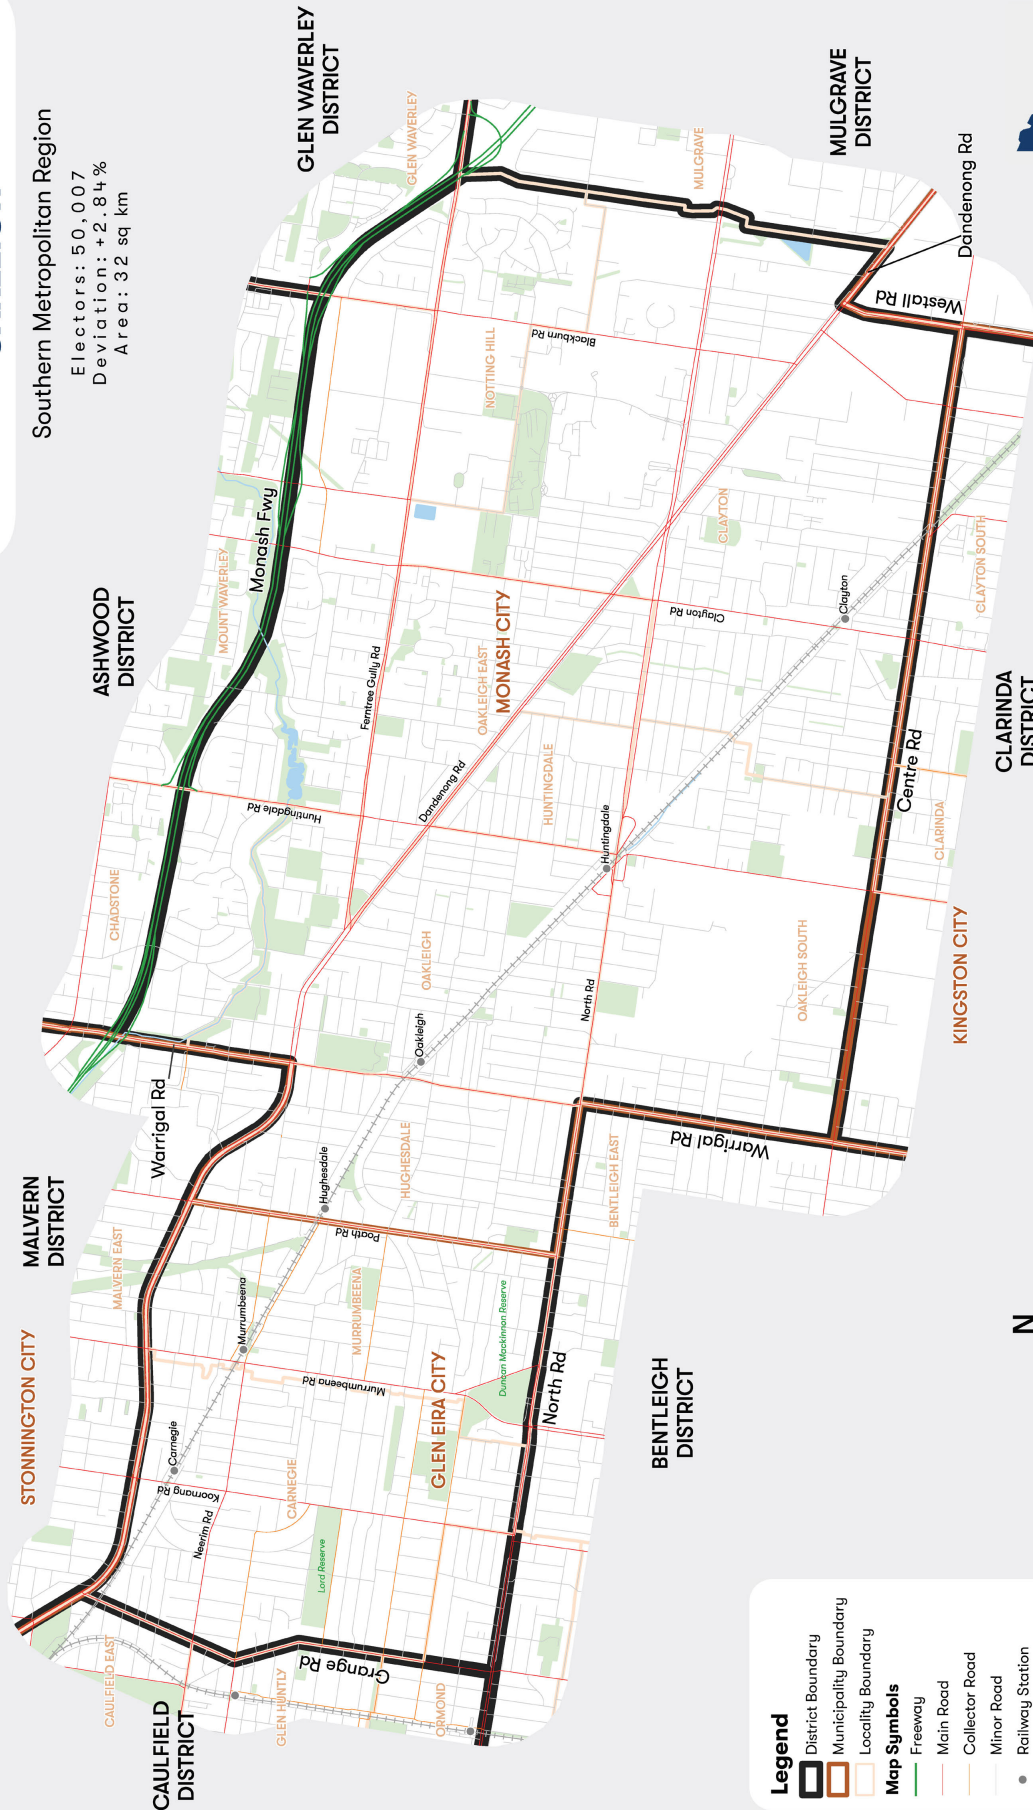 Southern Metropolitan Region
Electors: 50,007
Deviation: +2.84%
Area: 32 sq km
GLEN WAVERLEY
DISTRICT
GLEN WAVERLEY
MULGRAVE
DISTRICT
MULGRAVE
Dandenong Rd
Westall Rd
Blackburn Rd
NOTTING HILL
ASHWOOD
DISTRICT
MOUNT WAVERLEY
Monash Fwy
Ferntree Gully Rd
OAKLEIGH EAST
MONASH CITY
CLAYTON
Clayton Rd
Clayton
CLAYTON SOUTH
CLARINDA
DISTRICT
Centre Rd
CLARINDA
CHADSTONE
Huntingdale Rd
Dandenong Rd
HUNTINGDALE
Huntingdale
OAKLEIGH
Oakleigh
North Rd
OAKLEIGH SOUTH
KINGSTON CITY
Warrigal Rd
Warrigal Rd
MALVERN
DISTRICT
MALVERN EAST
Hughesdale
HUGHESDALE
Poath Rd
BENTLEIGH EAST
STONNINGTON CITY
Murrumbeena
MURRUMBEENA
Murrumbeena Rd
Duncan Mackinnon Reserve
North Rd
GLEN EIRA CITY
BENTLEIGH
DISTRICT
Carnegie
Koornang Rd
CARNEGIE
Neerim Rd
Lord Reserve
CAULFIELD EAST
Grange Rd
GLEN HUNTLY
ORMOND
CAULFIELD
DISTRICT
N
Legend
District Boundary
Municipality Boundary
Locality Boundary
Map Symbols
Freeway
Main Road
Collector Road
Minor Road
Railway Station